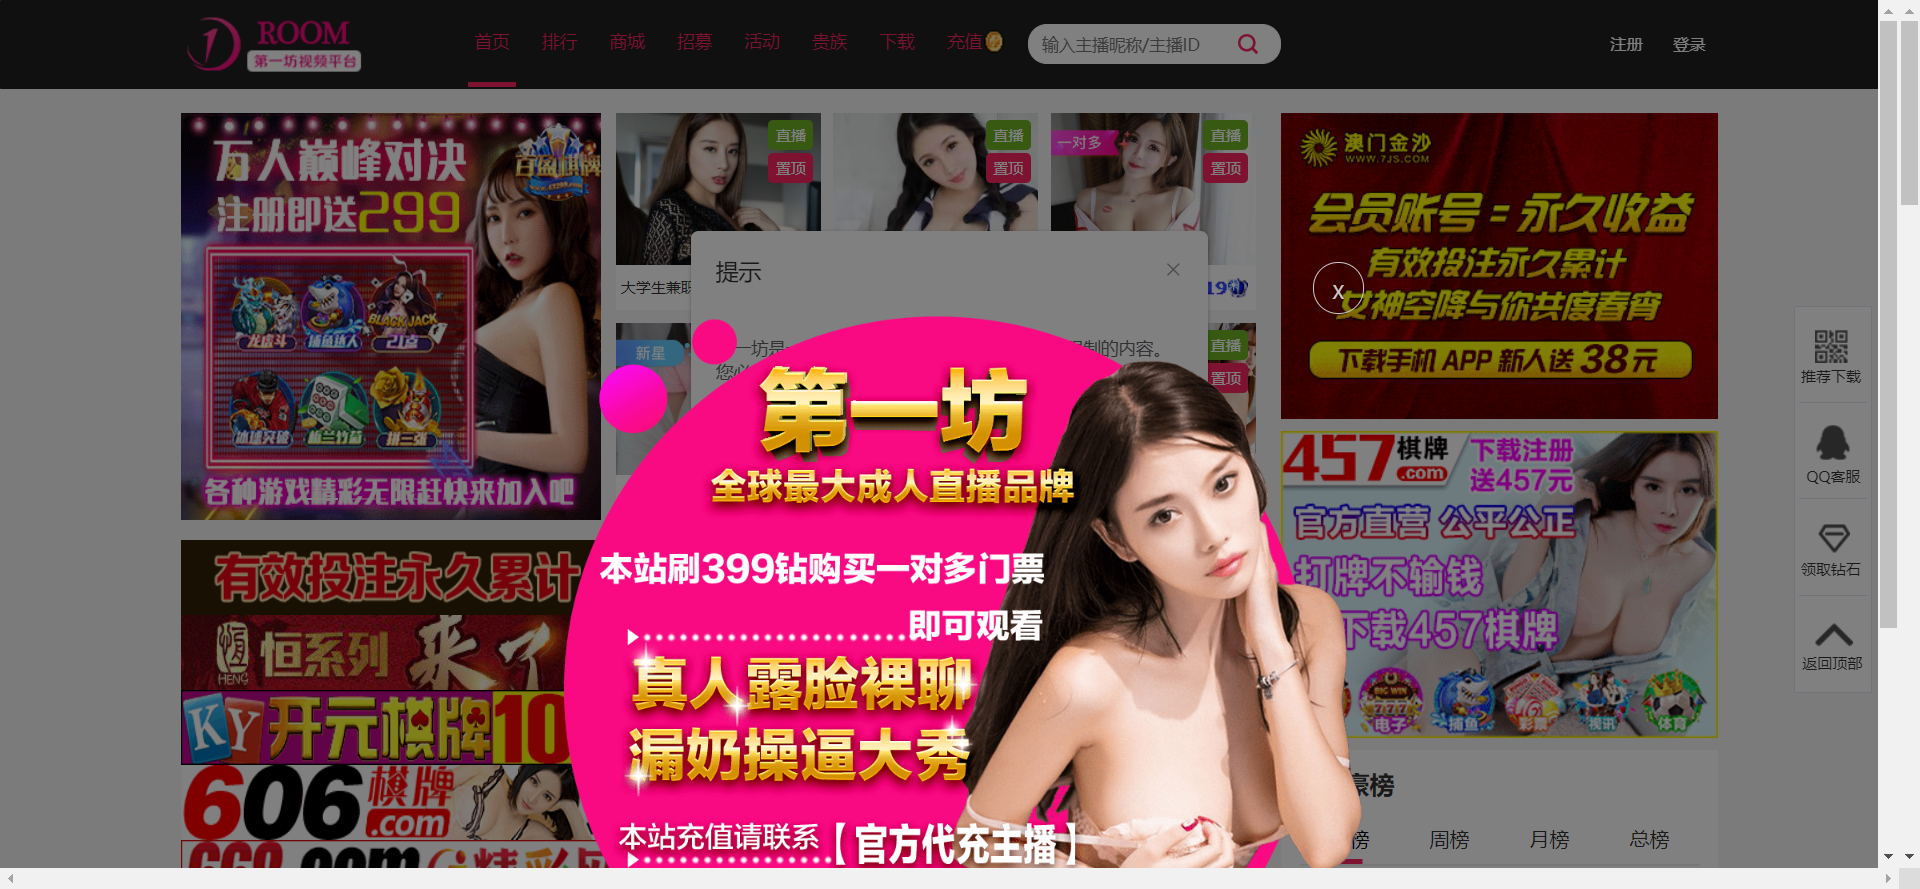 ROOM
第一坊视频平台
首页 排行 商城 招募 活动 贵族 下载 充值
输入主播昵称/主播ID
注册 登录
万人巅峰对决
百盈棋牌
注册即送299
龙虎斗 捕鱼达人 BLACK JACK 21点
冰球突破 梅兰竹菊 拼三张
各种游戏精彩无限赶快来加入吧
直播
置顶
直播
置顶
一对多
直播
置顶
大学生兼职
19
新星
直播
置顶
提示
您必
制的内容。
澳门金沙
WWW.7JS.COM
会员账号=永久收益
有效投注永久累计
女神空降与你共度春宵
下载手机 APP 新人送 38元
X
第一坊
全球最大成人直播品牌
本站刷399钻购买一对多门票
即可观看
真人露脸裸聊
漏奶操逼大秀
本站充值请联系【官方代充主播】
457棋牌
.com
下载注册
送457元
官方直营 公平公正
打牌不输钱
下载457棋牌
BIG WIN
777
电子 捕鱼 彩票 视讯 体育
有效投注永久累计
恒 HENG 恒系列 来了
KY 开元棋牌10
606棋牌
.com
豪榜
榜 周榜 月榜 总榜
推荐下载
QQ客服
领取钻石
返回顶部